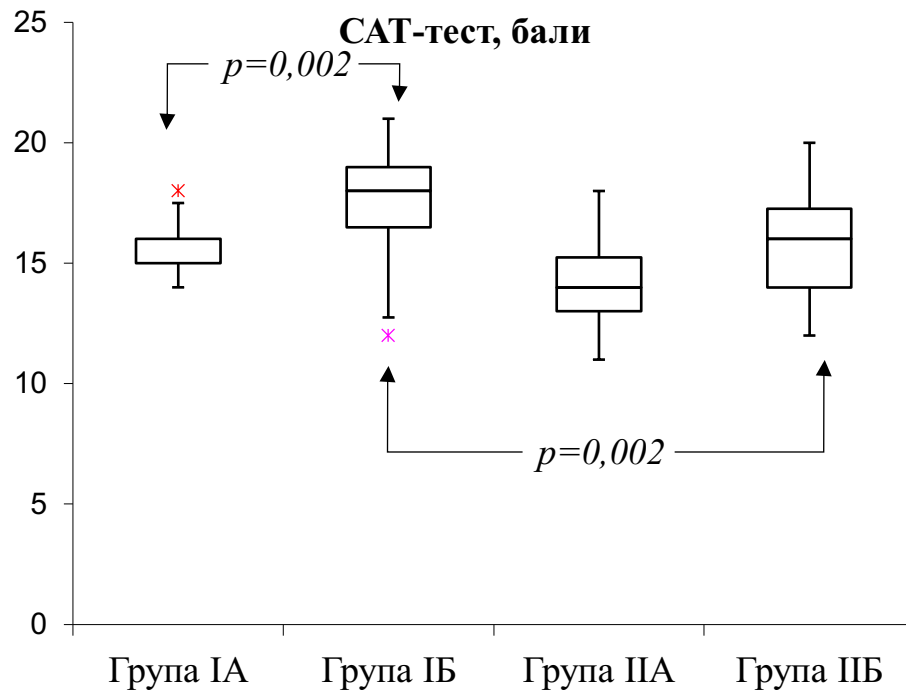 САТ-тест, бали
25
20
15
10
5
0
p=0,002
p=0,002
Група ІА
Група ІБ
Група ІІА
Група ІІБ